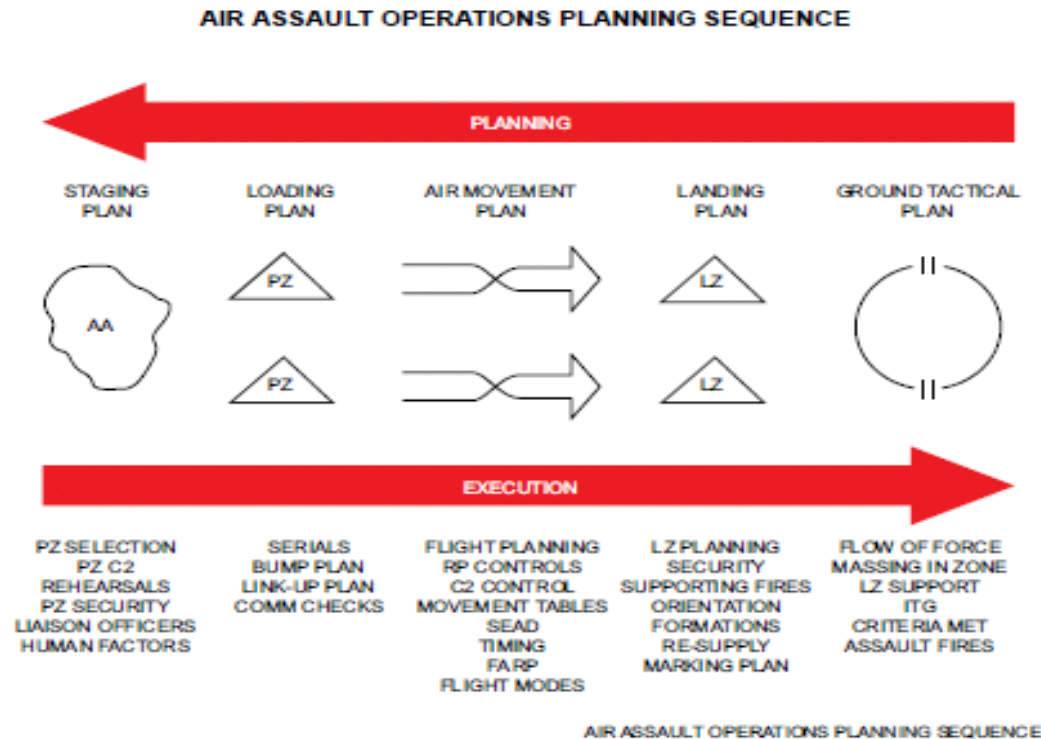 AIR ASSAULT OPERATIONS PLANNING SEQUENCE
PLANNING
STAGING PLAN
LOADING PLAN
AIR MOVEMENT PLAN
LANDING PLAN
GROUND TACTICAL PLAN
AA
PZ
LZ
PZ
LZ
EXECUTION
PZ SELECTION
PZ C2
REHEARSALS
PZ SECURITY
LIAISON OFFICERS
HUMAN FACTORS
SERIALS
BUMP PLAN
LINK-UP PLAN
COMM CHECKS
FLIGHT PLANNING
RP CONTROLS
C2 CONTROL
MOVEMENT TABLES
SEAD
TIMING
FARP
FLIGHT MODES
LZ PLANNING
SECURITY
SUPPORTING FIRES
ORIENTATION
FORMATIONS
RE-SUPPLY
MARKING PLAN
FLOW OF FORCE
MASSING IN ZONE
LZ SUPPORT
ITG
CRITERIA MET
ASSAULT FIRES
AIR ASSAULT OPERATIONS PLANNING SEQUENCE